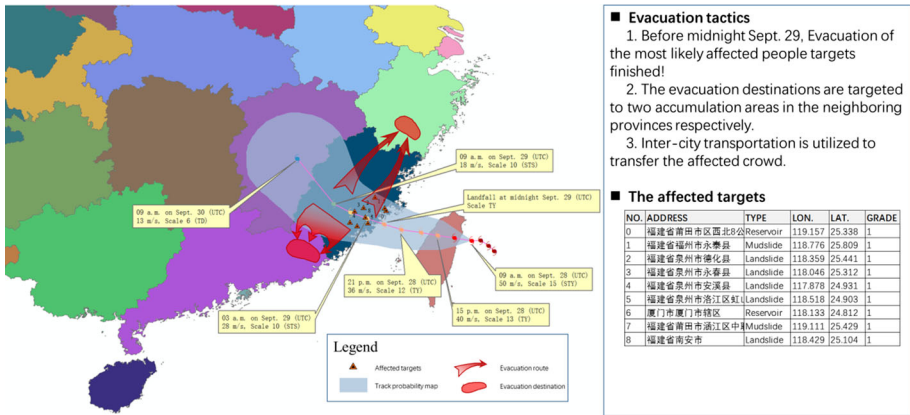 09 a.m. on Sept. 29 (UTC)
18 m/s, Scale 10 (STS)
Landfall at midnight Sept. 29 (UTC)
Scale TY
09 a.m. on Sept. 30 (UTC)
13 m/s, Scale 6 (TD)
09 a.m. on Sept. 28 (UTC)
50 m/s, Scale 15 (STY)
21 p.m. on Sept. 28 (UTC)
36 m/s, Scale 12 (TY)
15 p.m. on Sept. 28 (UTC)
40 m/s, Scale 13 (TY)
03 a.m. on Sept. 29 (UTC)
28 m/s, Scale 10 (STS)
Legend
Affected targets
Evacuation route
Track probability map
Evacuation destination
■ Evacuation tactics
1. Before midnight Sept. 29, Evacuation of
the most likely affected people targets
finished!
2. The evacuation destinations are targeted
to two accumulation areas in the neighboring
provinces respectively.
3. Inter-city transportation is utilized to
transfer the affected crowd.
■ The affected targets
NO. ADDRESS TYPE LON. LAT. GRADE
0 福建省莆田市区西北8公 Reservoir 119.157 25.338 1
1 福建省福州市永泰县 Mudslide 118.776 25.809 1
2 福建省泉州市德化县 Landslide 118.359 25.441 1
3 福建省泉州市永春县 Landslide 118.046 25.312 1
4 福建省泉州市安溪县 Landslide 117.878 24.931 1
5 福建省泉州市洛江区虹山 Landslide 118.518 24.903 1
6 厦门市厦门市辖区 Reservoir 118.133 24.812 1
7 福建省莆田市涵江区中 Mudslide 119.111 25.429 1
8 福建省南安市 Landslide 118.429 25.104 1